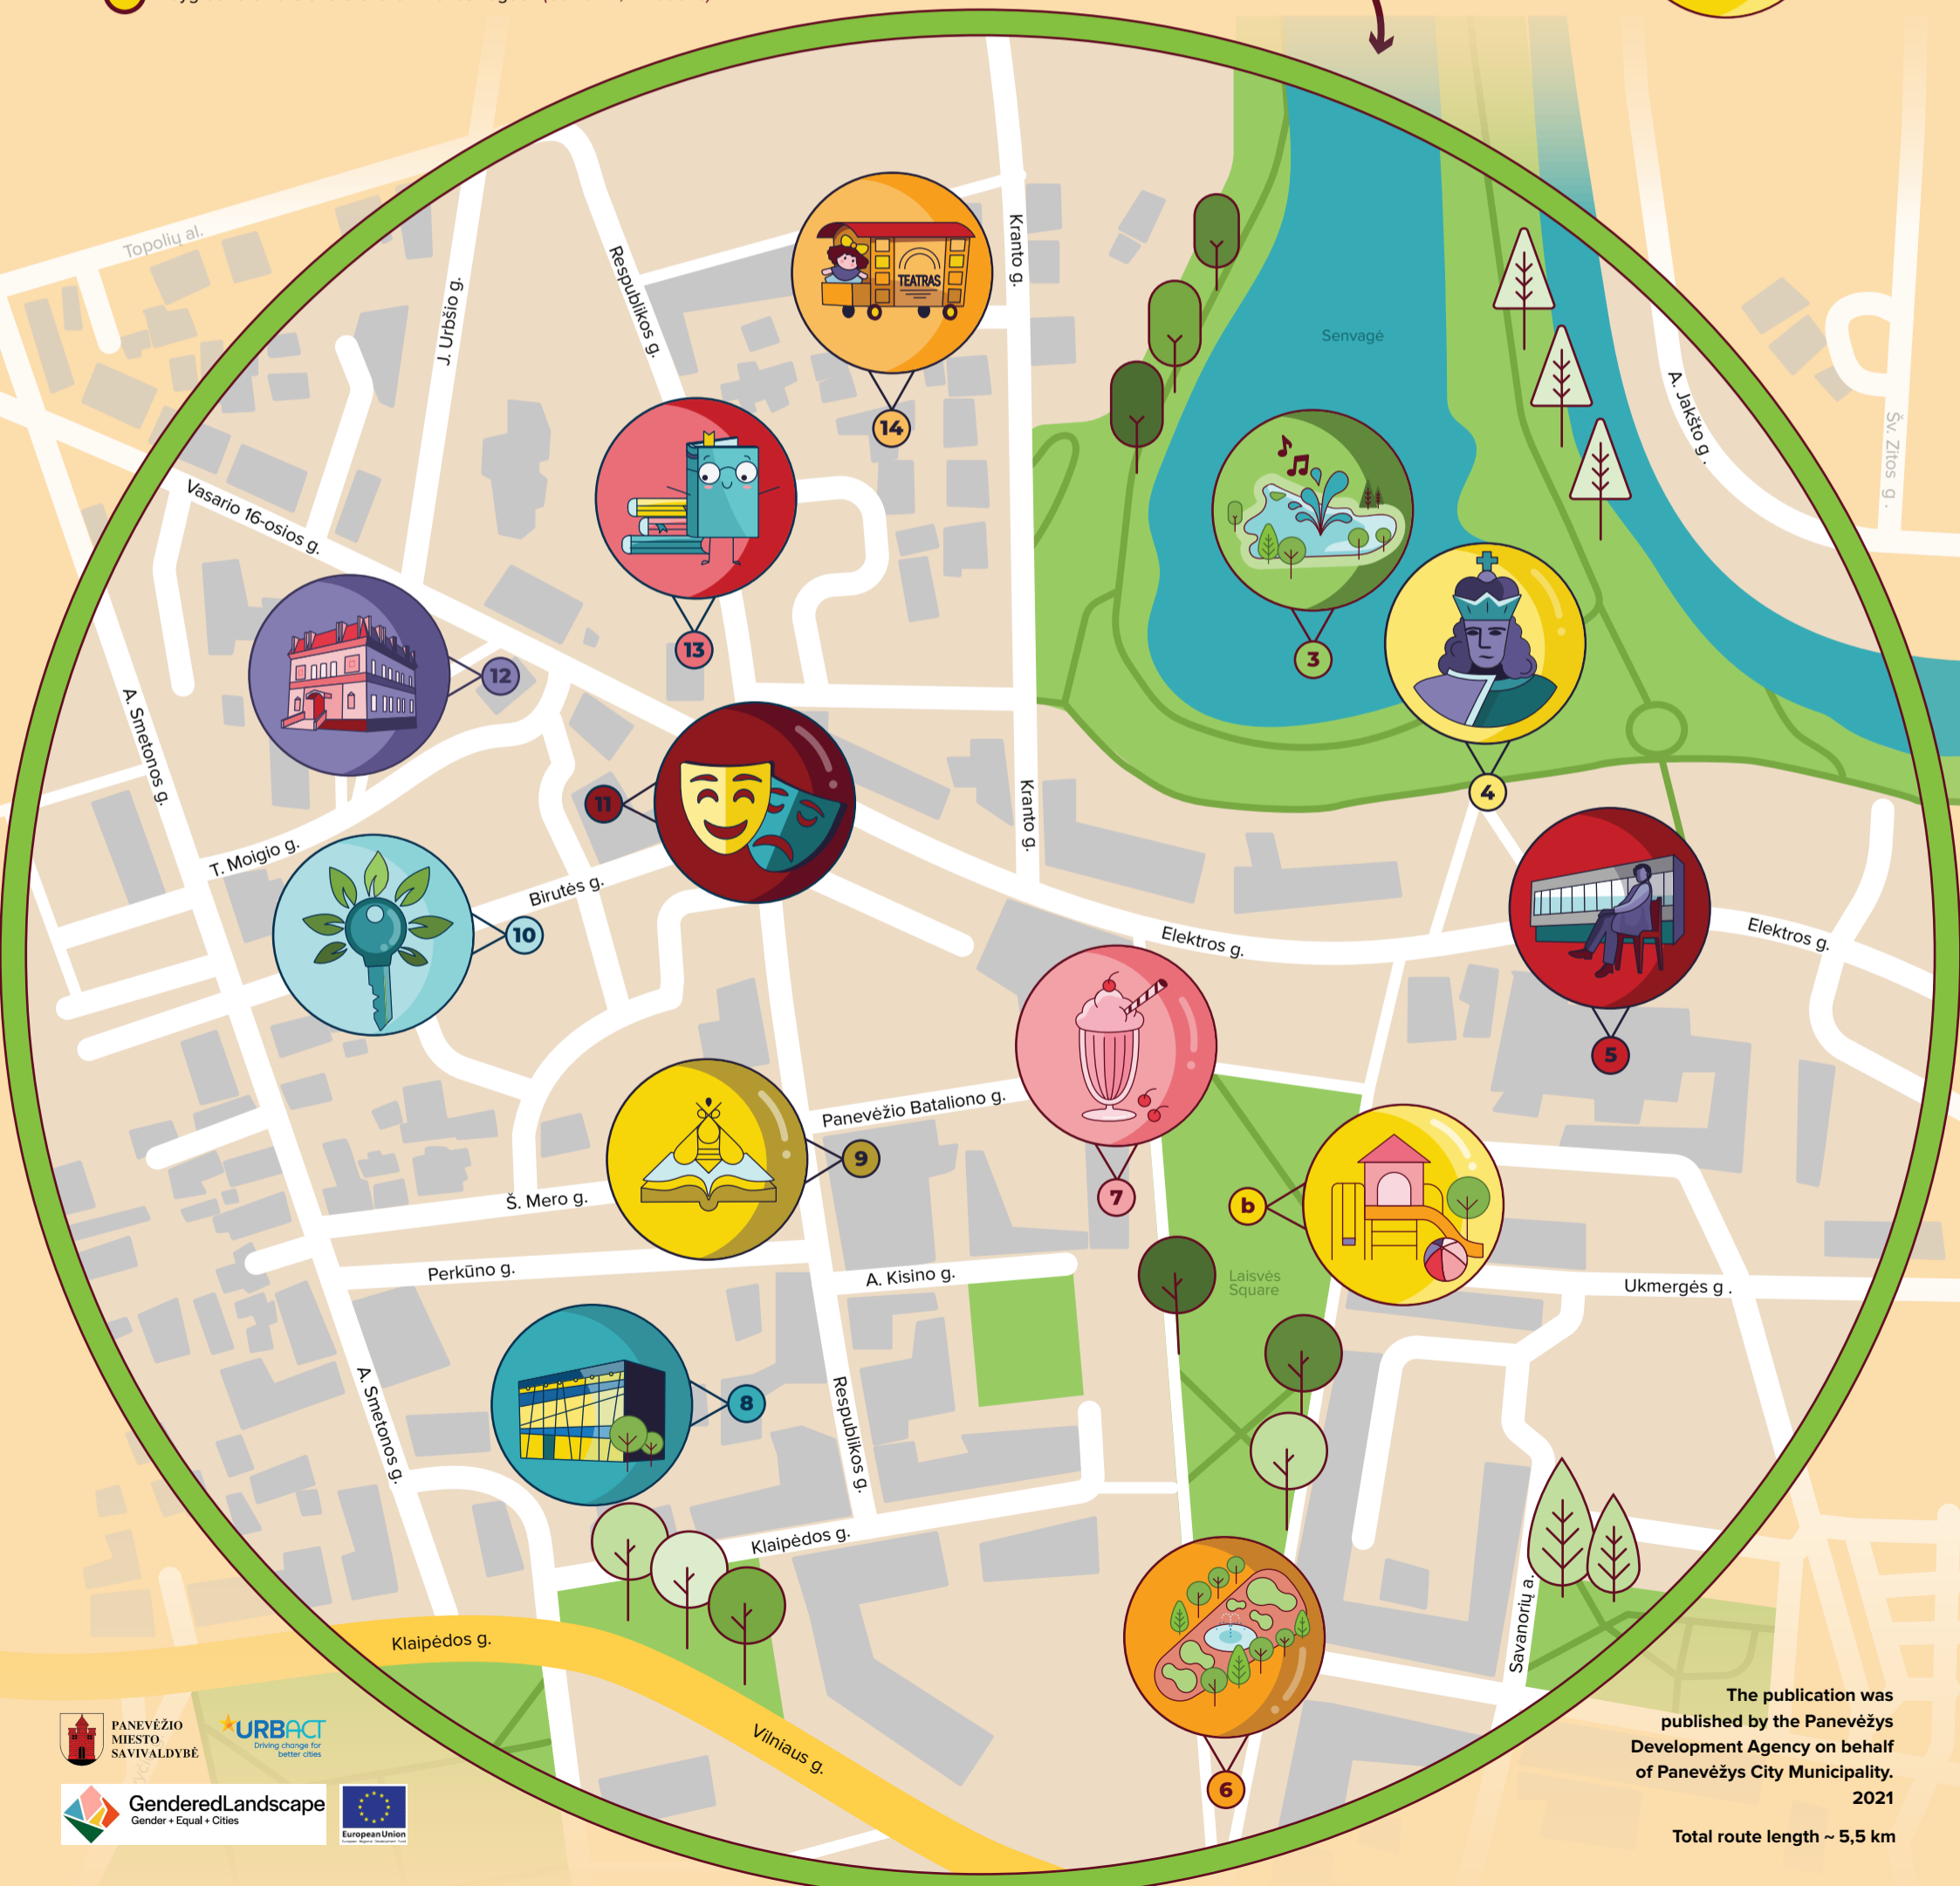 Topolių al.
J. Urbšio g.
Respublikos g.
TEATRAS
Kranto g.
14
Senvagė
A. Jakšto g.
Šv. Zitos g.
Vasario 16-osios g.
13
12
3
4
A. Smetonos g.
11
Kranto g.
T. Moigio g.
Birutės g.
10
Elektros g.
Elektros g.
5
Panevėžio Bataliono g.
9
7
b
Š. Mero g.
Perkūno g.
A. Kisino g.
Laisvės
Square
Ukmergės g.
A. Smetonos g.
8
Respublikos g.
Klaipėdos g.
Savanorių a.
Klaipėdos g.
Vilniaus g.
6
PANEVĖŽIO
MIESTO
SAVIVALDYBĖ
URBACT
Driving change for
better cities
GenderedLandscape
Gender + Equal + Cities
European Union
European Regional Development Fund
The publication was
published by the Panevėžys
Development Agency on behalf
of Panevėžys City Municipality.
2021
Total route length ~ 5,5 km